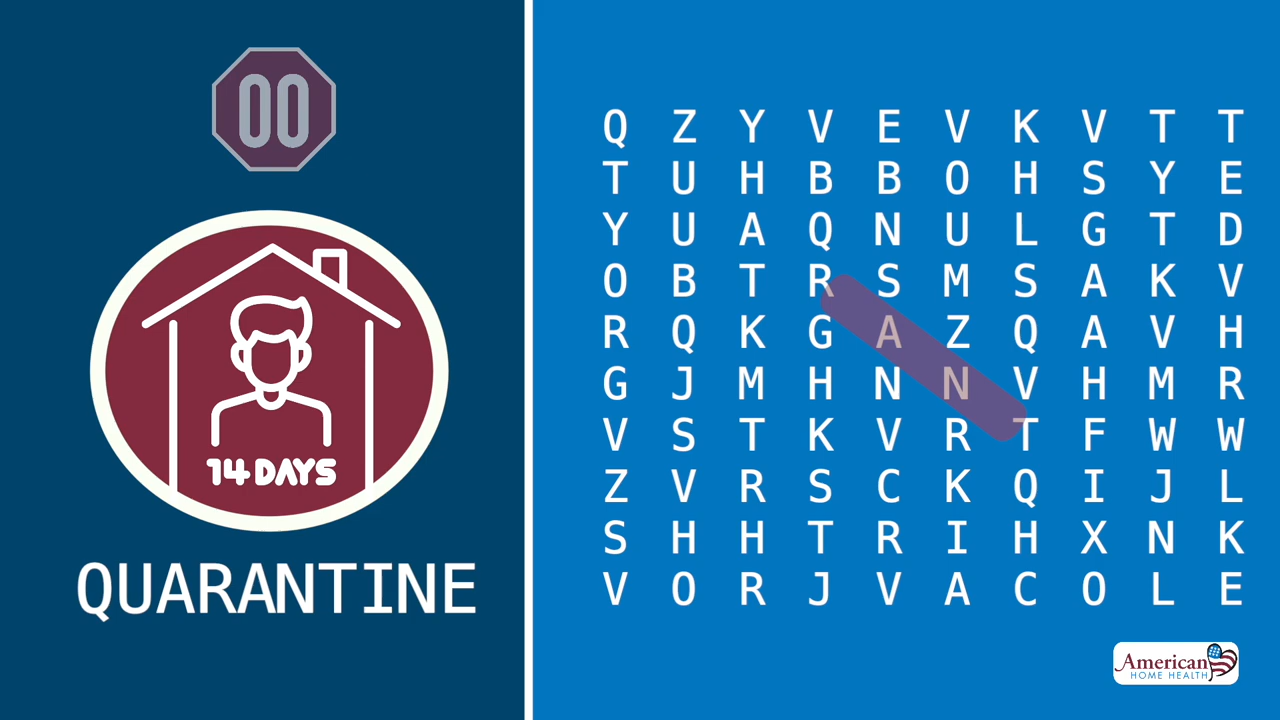 00
14 DAYS
QUARANTINE
Q Z Y V E V K V T T
T U H B B O H S Y E
Y U A Q N U L G T D
O B T R S M S A K V
R Q K G A Z Q A V H
G J M H N N V H M R
V S T K V R T F W W
Z V R S C K Q I J L
S H H T R I H X N K
V O R J V A C O L E
American
HOME HEALTH